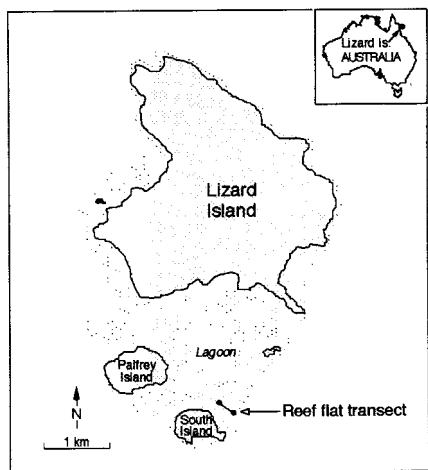 Lizard is.
AUSTRALIA
Lizard
Island
Lagoon
Palfrey
Island
South
Island
Reef flat transect
N
1 km